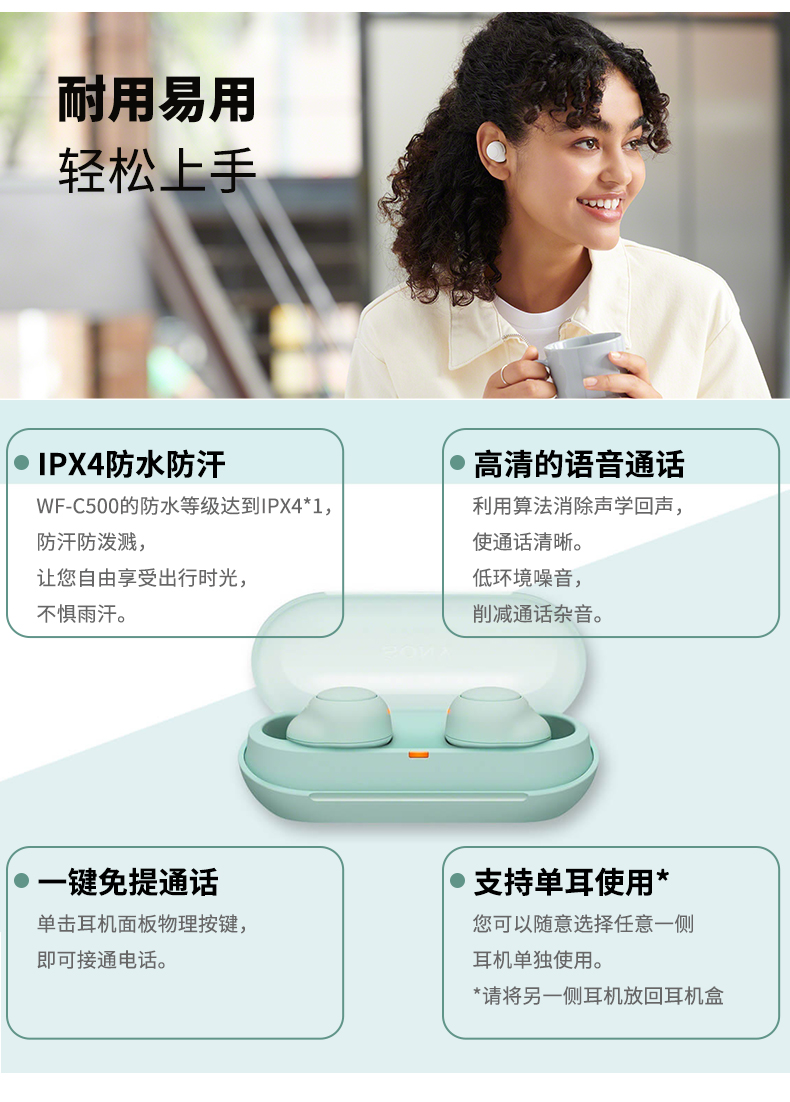 耐用易用
轻松上手
IPX4防水防汗
WF-C500的防水等级达到IPX4*1,
防汗防泼溅,
让您自由享受出行时光,
不惧雨汗。
高清的语音通话
利用算法消除声学回声,
使通话清晰。
低环境噪音,
削减通话杂音。
SONY
一键免提通话
单击耳机面板物理按键,
即可接通电话。
支持单耳使用*
您可以随意选择任意一侧
耳机单独使用。
*请将另一侧耳机放回耳机盒